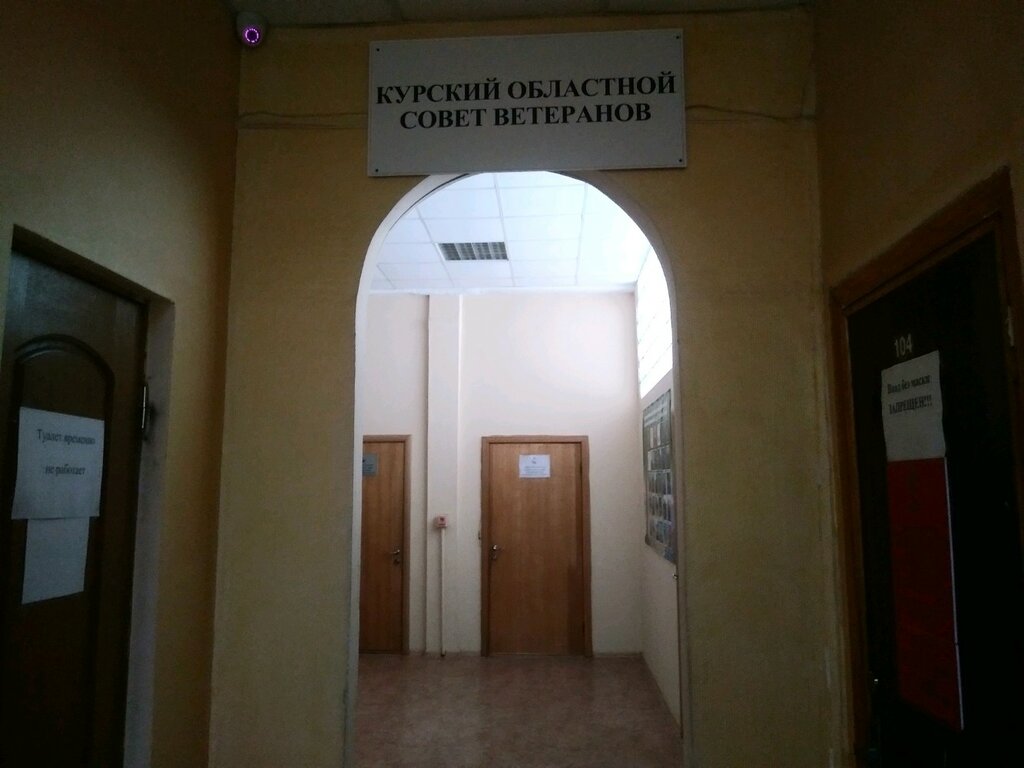 КУРСКИЙ ОБЛАСТНОЙ
СОВЕТ ВЕТЕРАНОВ
Туалет временно
не работает
104
Вход без маски
ЗАПРЕЩЕН!!!